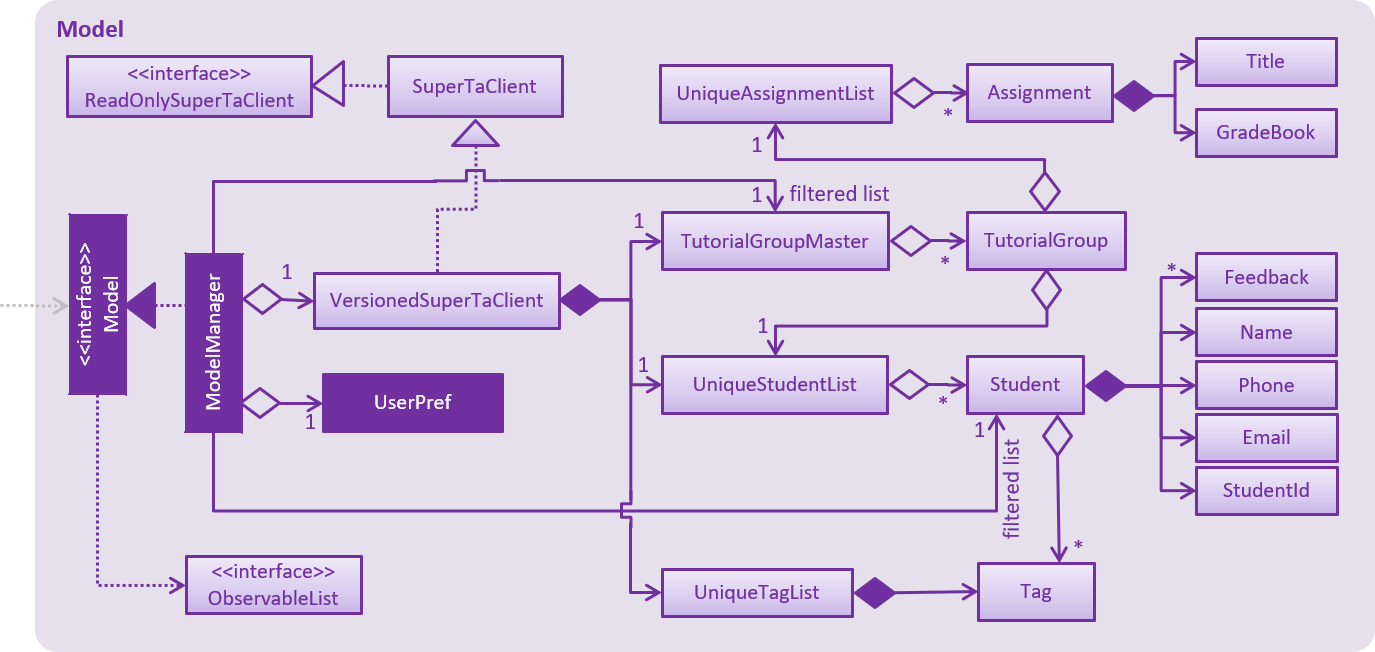 Model
<<interface>>
ReadOnlySuperTaClient
SuperTaClient
UniqueAssignmentList
*
Assignment
Title
GradeBook
1
1
filtered list
<<interface>>
Model
ModelManager
1
VersionedSuperTaClient
1
TutorialGroupMaster
*
TutorialGroup
*
Feedback
Name
Phone
Email
StudentId
1
1
UniqueStudentList
*
Student
UserPref
1
1
filtered list
*
<<interface>>
ObservableList
UniqueTagList
Tag